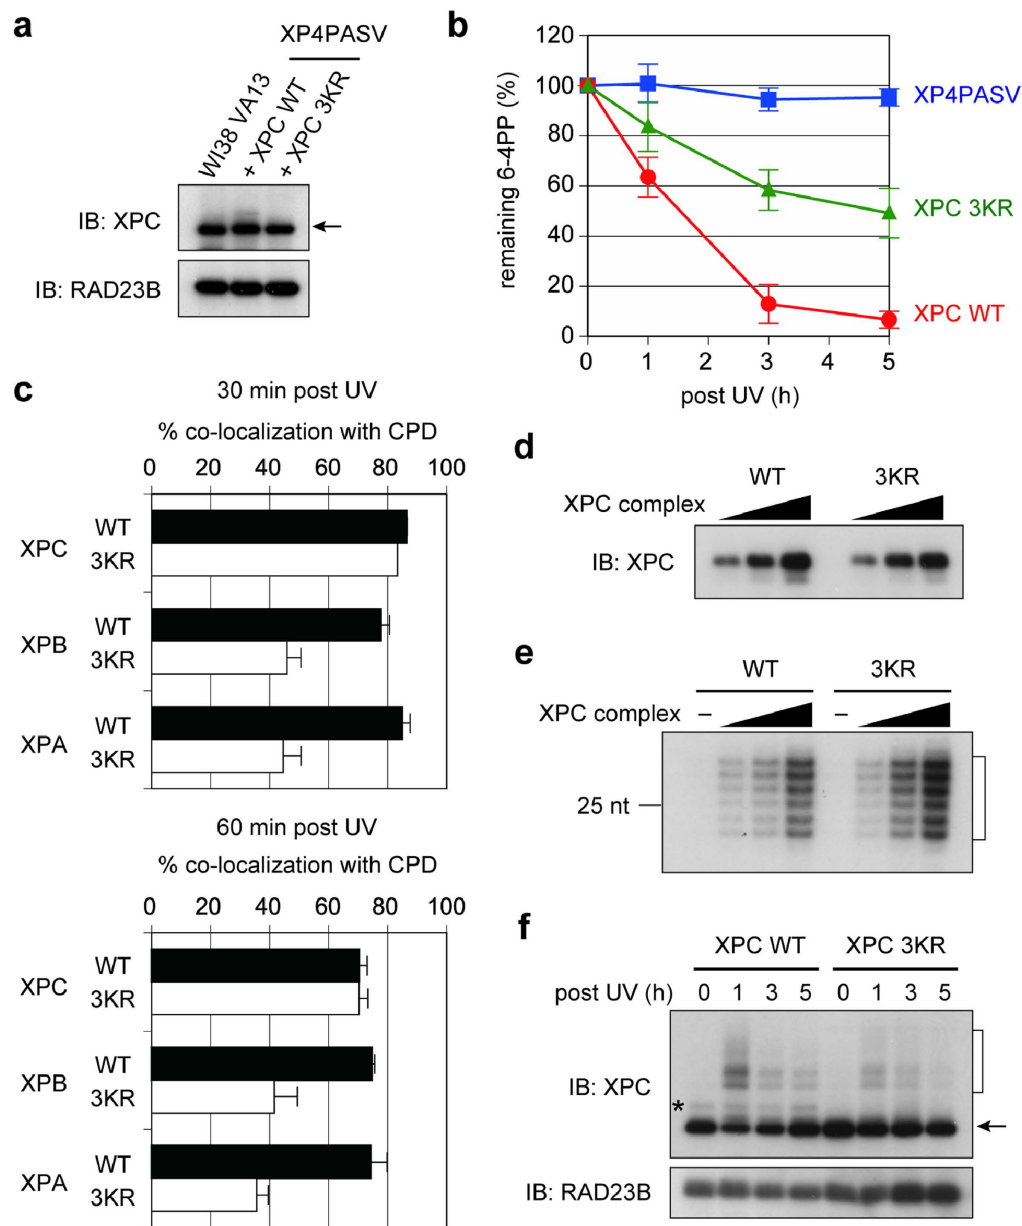 a
XP4PASV
WI38 VA13
+ XPC WT
+ XPC 3KR
IB: XPC
IB: RAD23B
b
120
100
80
60
40
20
0
remaining 6-4PP (%)
0 1 2 3 4 5
post UV (h)
XP4PASV
XPC 3KR
XPC WT
c
30 min post UV
% co-localization with CPD
0 20 40 60 80 100
XPC WT
3KR
XPB WT
3KR
XPA WT
3KR
60 min post UV
% co-localization with CPD
0 20 40 60 80 100
XPC WT
3KR
XPB WT
3KR
XPA WT
3KR
d
WT 3KR
XPC complex
IB: XPC
e
WT 3KR
XPC complex – –
25 nt
f
XPC WT XPC 3KR
post UV (h) 0 1 3 5 0 1 3 5
IB: XPC
*
IB: RAD23B